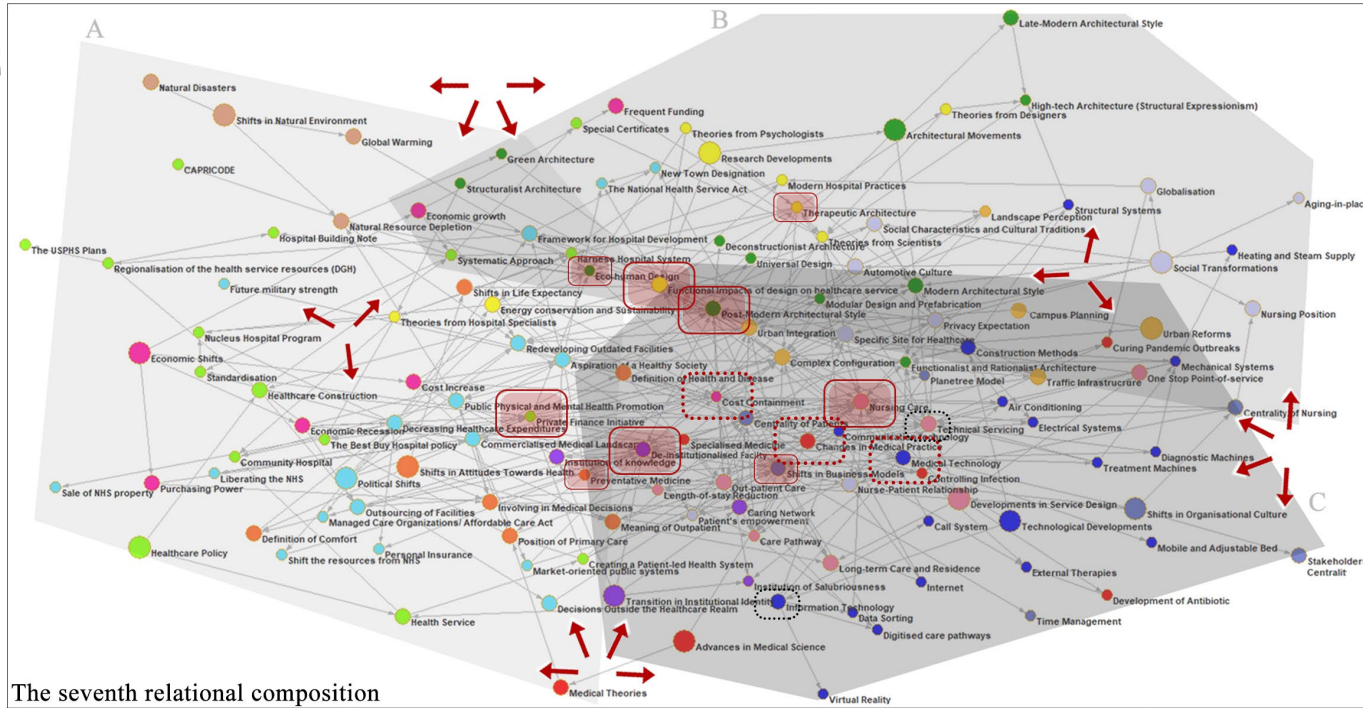 A
B
Late-Modern Architectural Style
Natural Disasters
Shifts in Natural Environment
Frequent Funding
High-tech Architecture (Structural Expressionism)
Theories from Designers
Special Certificates
Theories from Psychologists
Architectural Movements
Global Warming
Green Architecture
Research Developments
CAPRICODE
New Town Designation
Structuralist Architecture
The National Health Service Act
Modern Hospital Practices
Globalisation
Aging-in-plac
Economic growth
Therapeutic Architecture
Landscape Perception
Structural Systems
Natural Resource Depletion
Social Characteristics and Cultural Traditions
Hospital Building Note
Framework for Hospital Development
Theories from Scientists
The USPHS Plans
Deconstructionist Architecture
Heating and Steam Supply
Systematic Approach
Harness Hospital System
Universal Design
Regionalisation of the health service resources (DGH)
Eco-human Design
Automotive Culture
Social Transformations
Future military strength
Shifts in Life Expectancy
Functional Impacts of design on healthcare service
Modern Architectural Style
Energy conservation and Sustainability
Post-Modern Architectural Style
Modular Design and Prefabrication
Campus Planning
Nursing Position
Theories from Hospital Specialists
Urban Integration
Specific Site for Healthcare
Privacy Expectation
Urban Reforms
Nucleus Hospital Program
Redeveloping Outdated Facilities
Construction Methods
Curing Pandemic Outbreaks
Economic Shifts
Aspiration of a Healthy Society
Complex Configuration
Functionalist and Rationalist Architecture
Mechanical Systems
Standardisation
Definition of Health and Disease
Planetree Model
Traffic Infrastrucrure
One Stop Point-of-service
Healthcare Construction
Cost Increase
Cost Containment
Nursing Care
Air Conditioning
Public Physical and Mental Health Promotion
Centrality of Nursing
Private Finance Initiative
Centrality of Patients
Technical Servicing
Electrical Systems
Economic Recession
Decreasing Healthcare Expenditures
Communication Technology
The Best Buy Hospital policy
Commercialised Medical Landscape
Specialised Medicine
Changes in Medical Practice
Community Hospital
Institution of knowledge
De-institutionalised Facilty
Medical Technology
Diagnostic Machines
Liberating the NHS
Shifts in Attitudes Towards Health
Preventative Medicine
Shifts in Business Models
Controlling Infection
Treatment Machines
Sale of NHS property
Purchasing Power
Political Shifts
Length-of-stay Reduction
Out-patient Care
Nurse-Patient Relationship
C
Outsourcing of Facilities
Involving in Medical Decisions
Caring Network
Developments in Service Design
Shifts in Organisational Culture
Managed Care Organizations/ Affordable Care Act
Meaning of Outpatient
Patient's empowerment
Call System
Technological Developments
Healthcare Policy
Definition of Comfort
Position of Primary Care
Care Pathway
Mobile and Adjustable Bed
Shift the resources from NHS
Personal Insurance
Creating a Patient-led Health System
Stakeholder
Centralit
Market-oriented public systems
Long-term Care and Residence
External Therapies
Institution of Salubriousness
Internet
Development of Antibiotic
Decisions Outside the Healthcare Realm
Transition in Institutional Identity
Information Technology
Health Service
Data Sorting
Time Management
Digitised care pathways
Advances in Medical Science
Medical Theories
Virtual Reality
The seventh relational composition